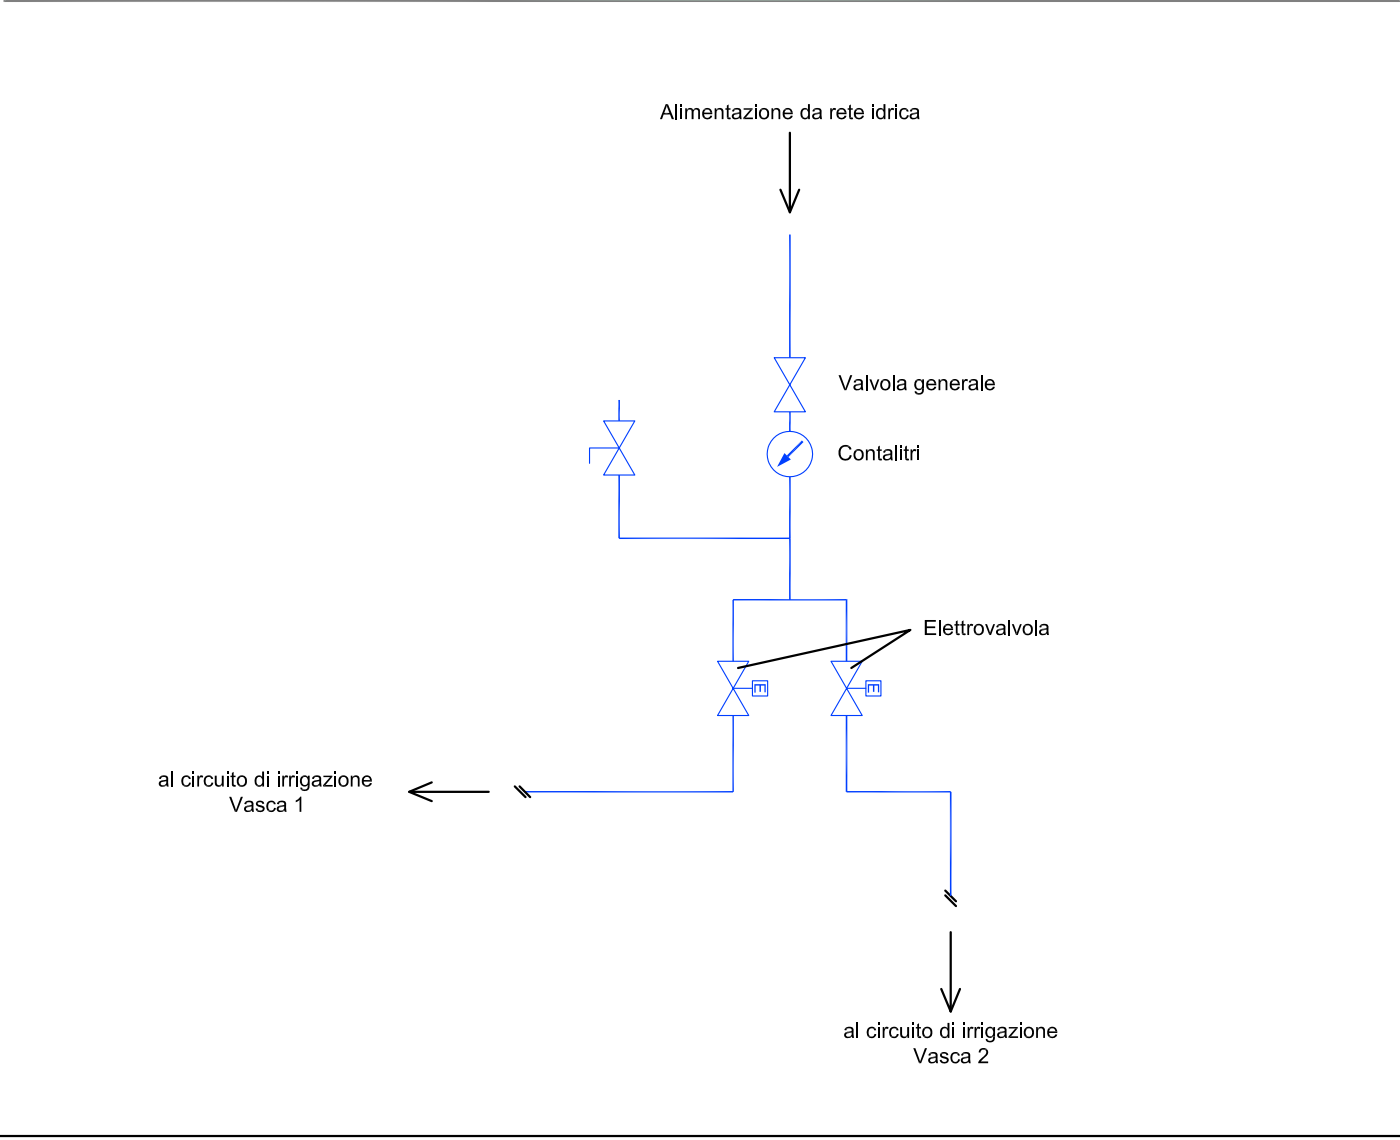 Alimentazione da rete idrica
Valvola generale
Contalitri
Elettrovalvola
E
E
al circuito di irrigazione
Vasca 1
al circuito di irrigazione
Vasca 2